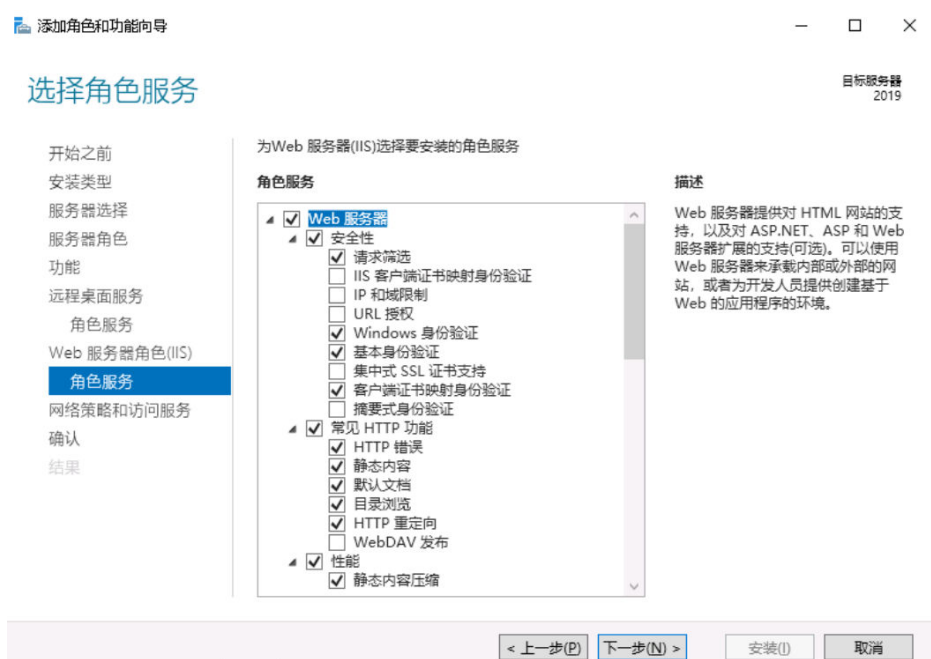 添加角色和功能向导
选择角色服务
目标服务器
2019
开始之前
安装类型
服务器选择
服务器角色
功能
远程桌面服务
角色服务
Web 服务器角色(IIS)
角色服务
网络策略和访问服务
确认
结果
为Web 服务器(IIS)选择要安装的角色服务
角色服务
Web 服务器
安全性
请求筛选
IIS 客户端证书映射身份验证
IP 和域限制
URL 授权
Windows 身份验证
基本身份验证
集中式 SSL 证书支持
客户端证书映射身份验证
摘要式身份验证
常见 HTTP 功能
HTTP 错误
静态内容
默认文档
目录浏览
HTTP 重定向
WebDAV 发布
性能
静态内容压缩
描述
Web 服务器提供对 HTML 网站的支
持，以及对 ASP.NET、ASP 和 Web
服务器扩展的支持(可选)。可以使用
Web 服务器来承载内部或外部的网
站，或者为开发人员提供创建基于
Web 的应用程序的环境。
< 上一步(P)
下一步(N) >
安装(I)
取消